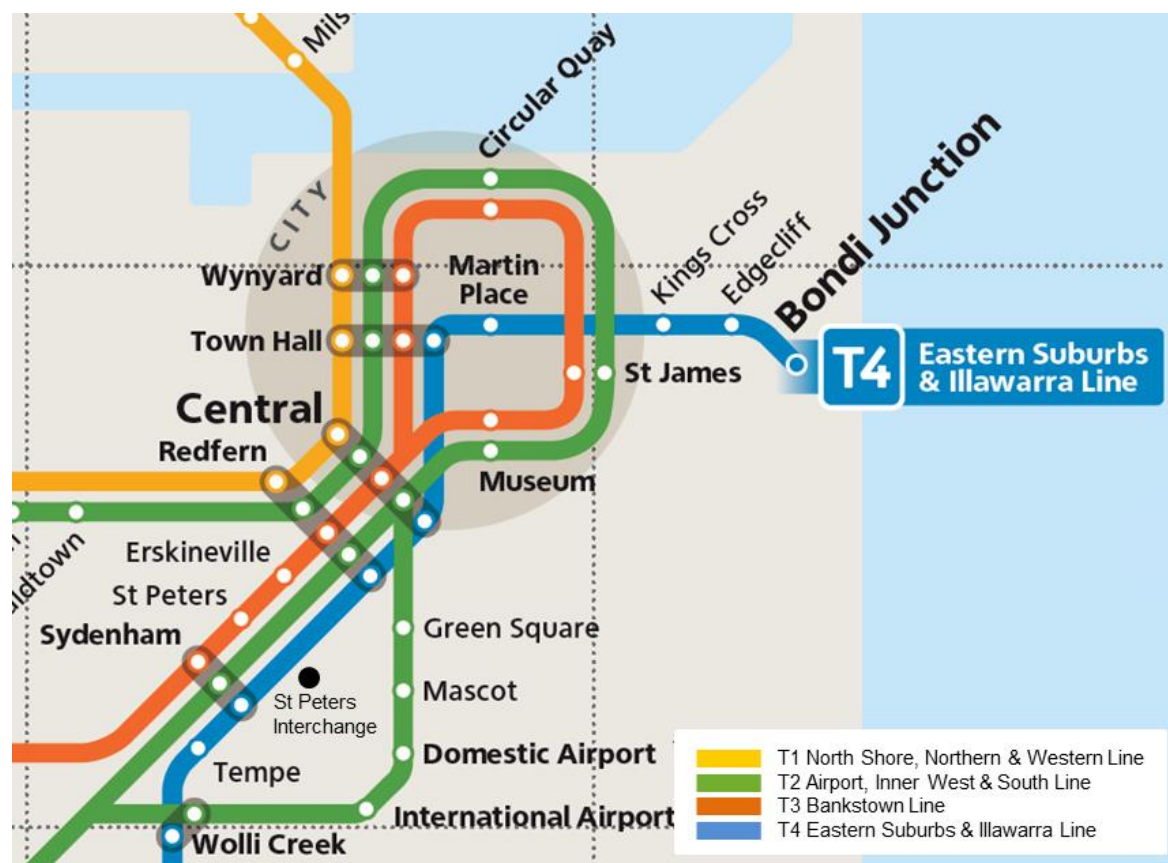 Mils
Circular Quay
CITY
Wynyard
Martin
Place
Kings Cross
Edgecliff
Bondi Junction
Town Hall
T4
Eastern Suburbs
& Illawarra Line
St James
Central
Redfern
Museum
Erskineville
St Peters
Sydenham
Green Square
Mascot
St Peters
Interchange
Domestic Airport
Tempe
International Airport
Wolli Creek
T1 North Shore, Northern & Western Line
T2 Airport, Inner West & South Line
T3 Bankstown Line
T4 Eastern Suburbs & Illawarra Line